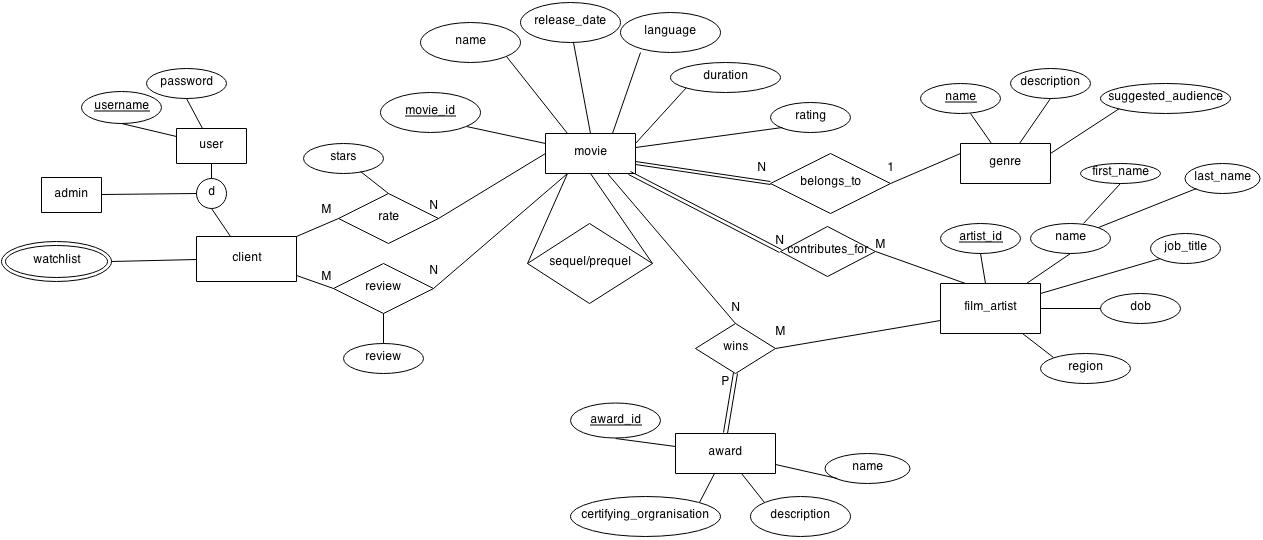 release_date
name
language
duration
password
username
movie_id
rating
name
description
suggested_audience
user
movie
genre
stars
N
belongs_to
1
first_name
last_name
admin
d
M
rate
N
watchlist
client
sequel/prequel
N
contributes_for
M
artist_id
name
job_title
M
review
N
film_artist
dob
region
review
N
wins
M
P
award_id
award
name
certifying_orgranisation
description